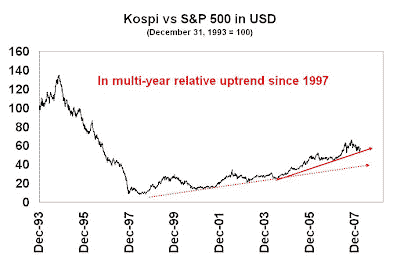 Kospi vs S&P 500 in USD
(December 31, 1993 = 100)
In multi-year relative uptrend since 1997
160
140
120
100
80
60
40
20
0
Dec-93
Dec-95
Dec-97
Dec-99
Dec-01
Dec-03
Dec-05
Dec-07